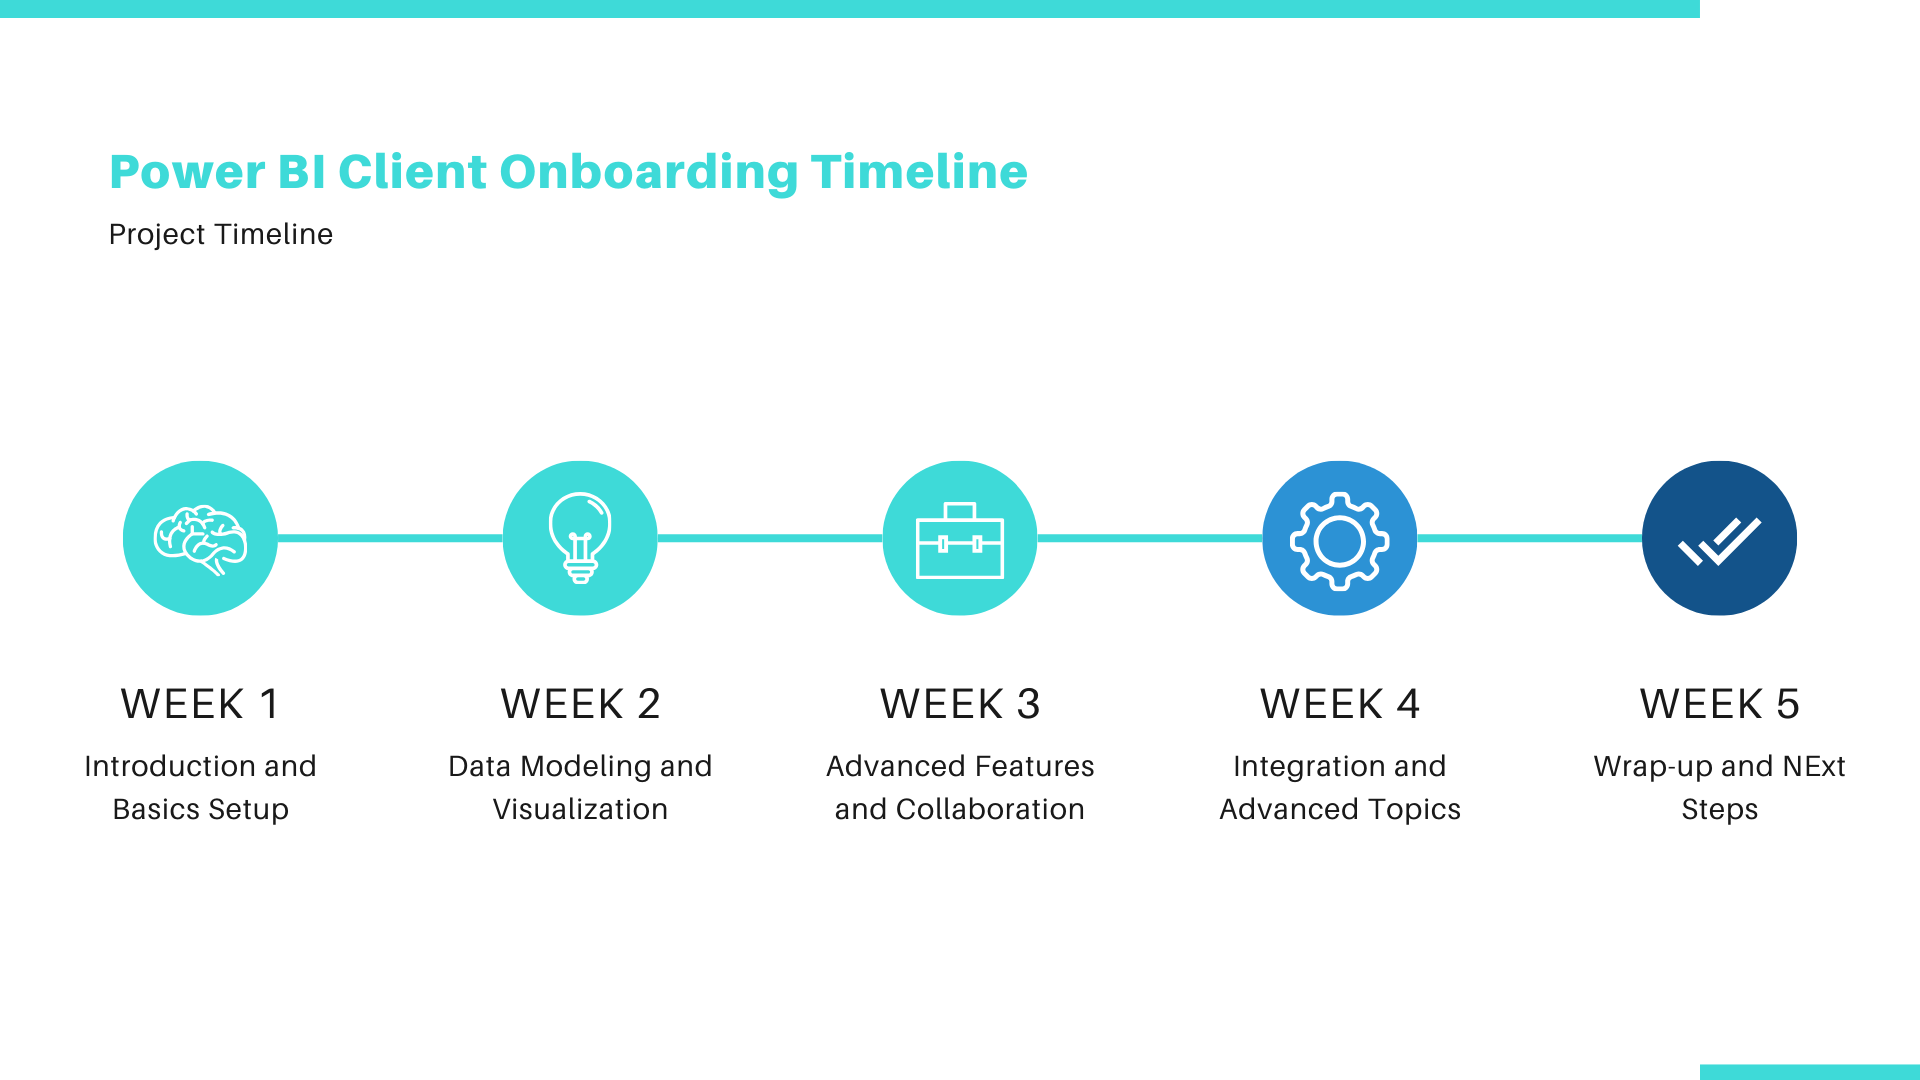 Power BI Client Onboarding Timeline
Project Timeline
WEEK 1
Introduction and
Basics Setup
WEEK 2
Data Modeling and
Visualization
WEEK 3
Advanced Features
and Collaboration
WEEK 4
Integration and
Advanced Topics
WEEK 5
Wrap-up and NExt
Steps